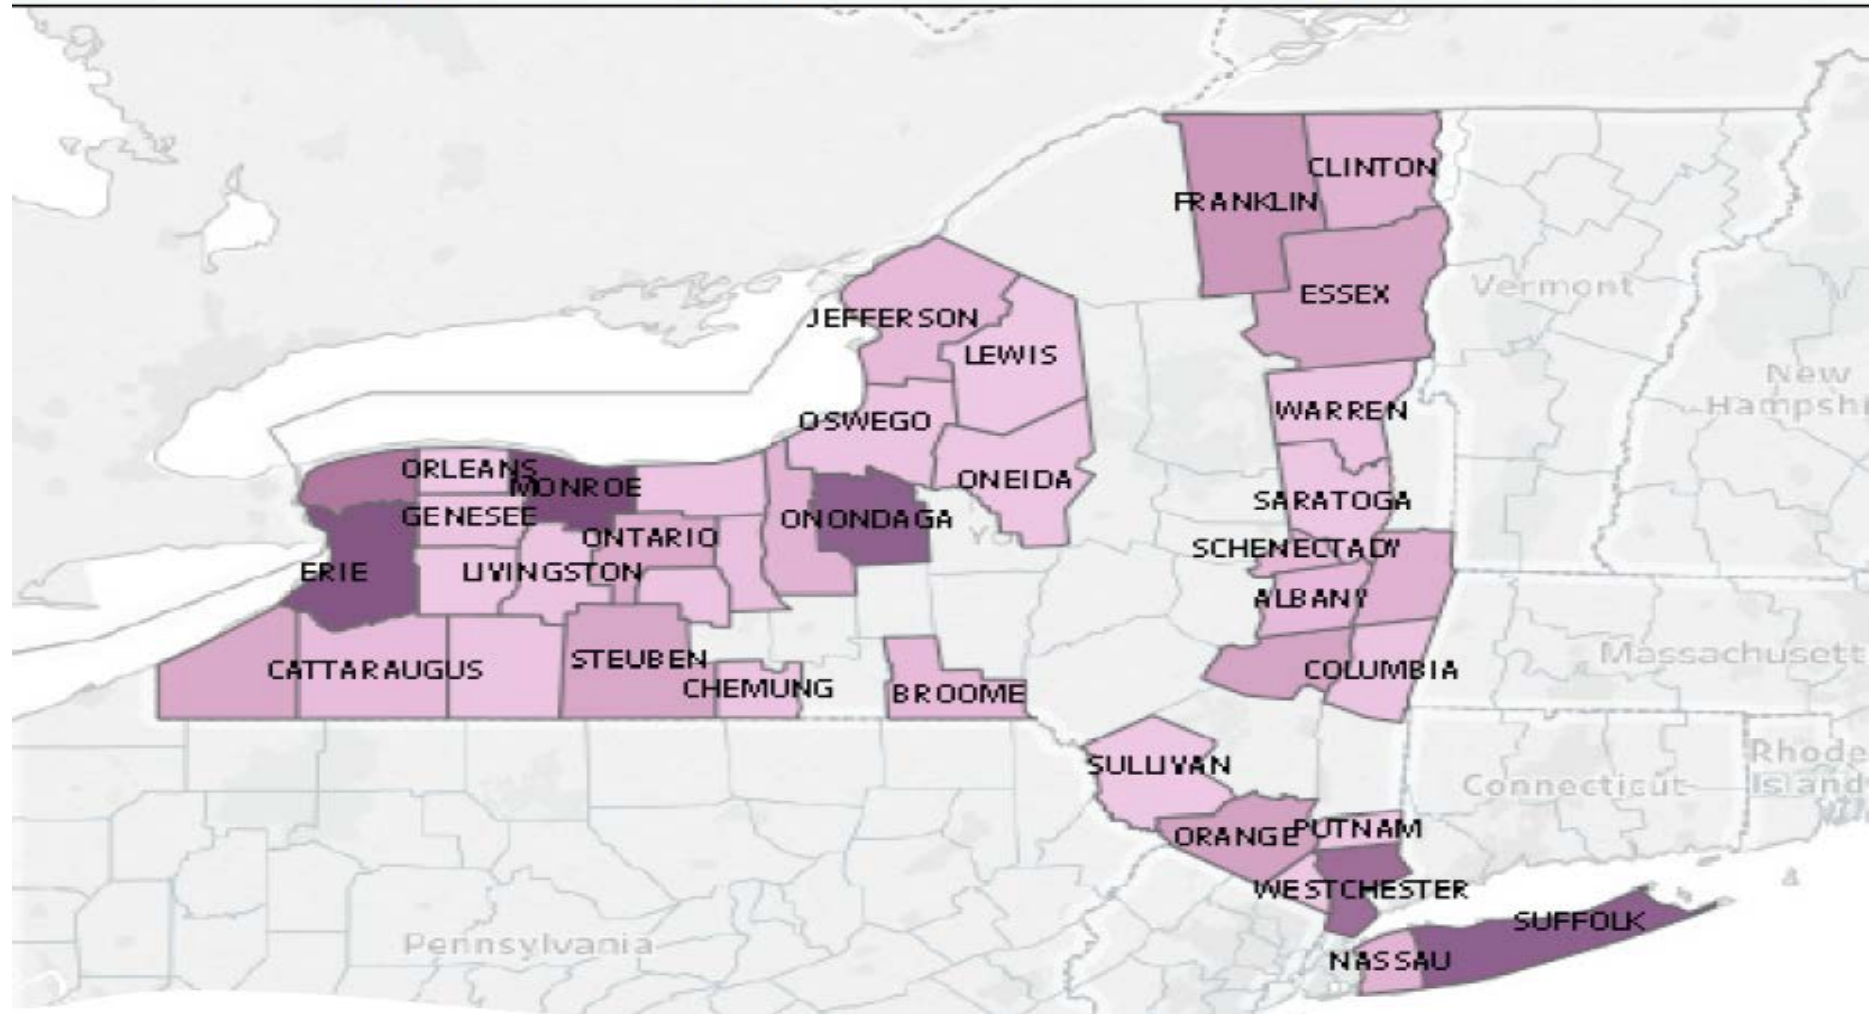 CLINTON
FRANKLIN
Vermont
ESSEX
JEFFERSON
LEWIS
New
Hampshi
WARREN
OSWEGO
ORLEANS
MONROE
ONEIDA
SARATOGA
GENESEE
ONONDAGA
ONTARIO
SCHENECTADY
ERIE
LIVINGSTON
ALBANY
Massachusett
STEUBEN
CATTARAUGUS
COLUMBIA
CHEMUNG
BROOME
SULLIVAN
Rhode
Island
Connecticut
ORANGE
PUTNAM
WESTCHESTER
SUFFOLK
Pennsylvania
NASSAU